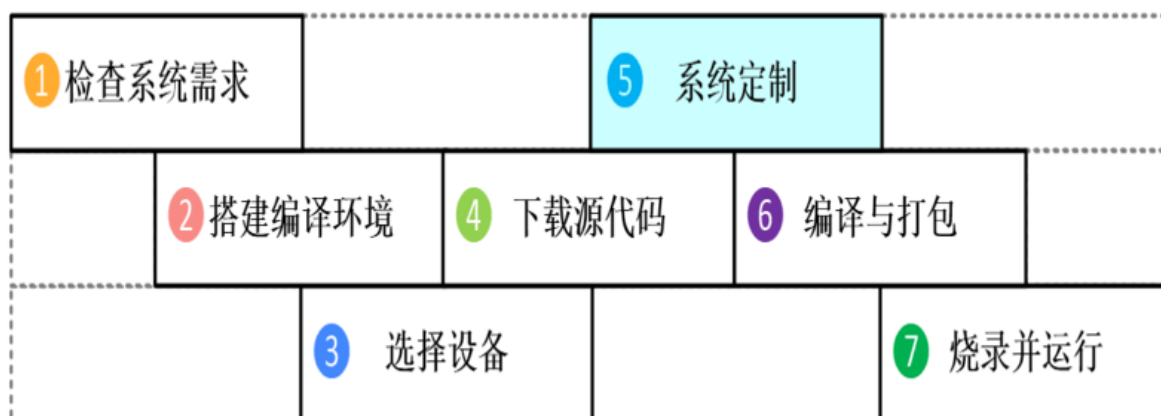 1 检查系统需求
5 系统定制
2 搭建编译环境
4 下载源代码
6 编译与打包
3 选择设备
7 烧录并运行